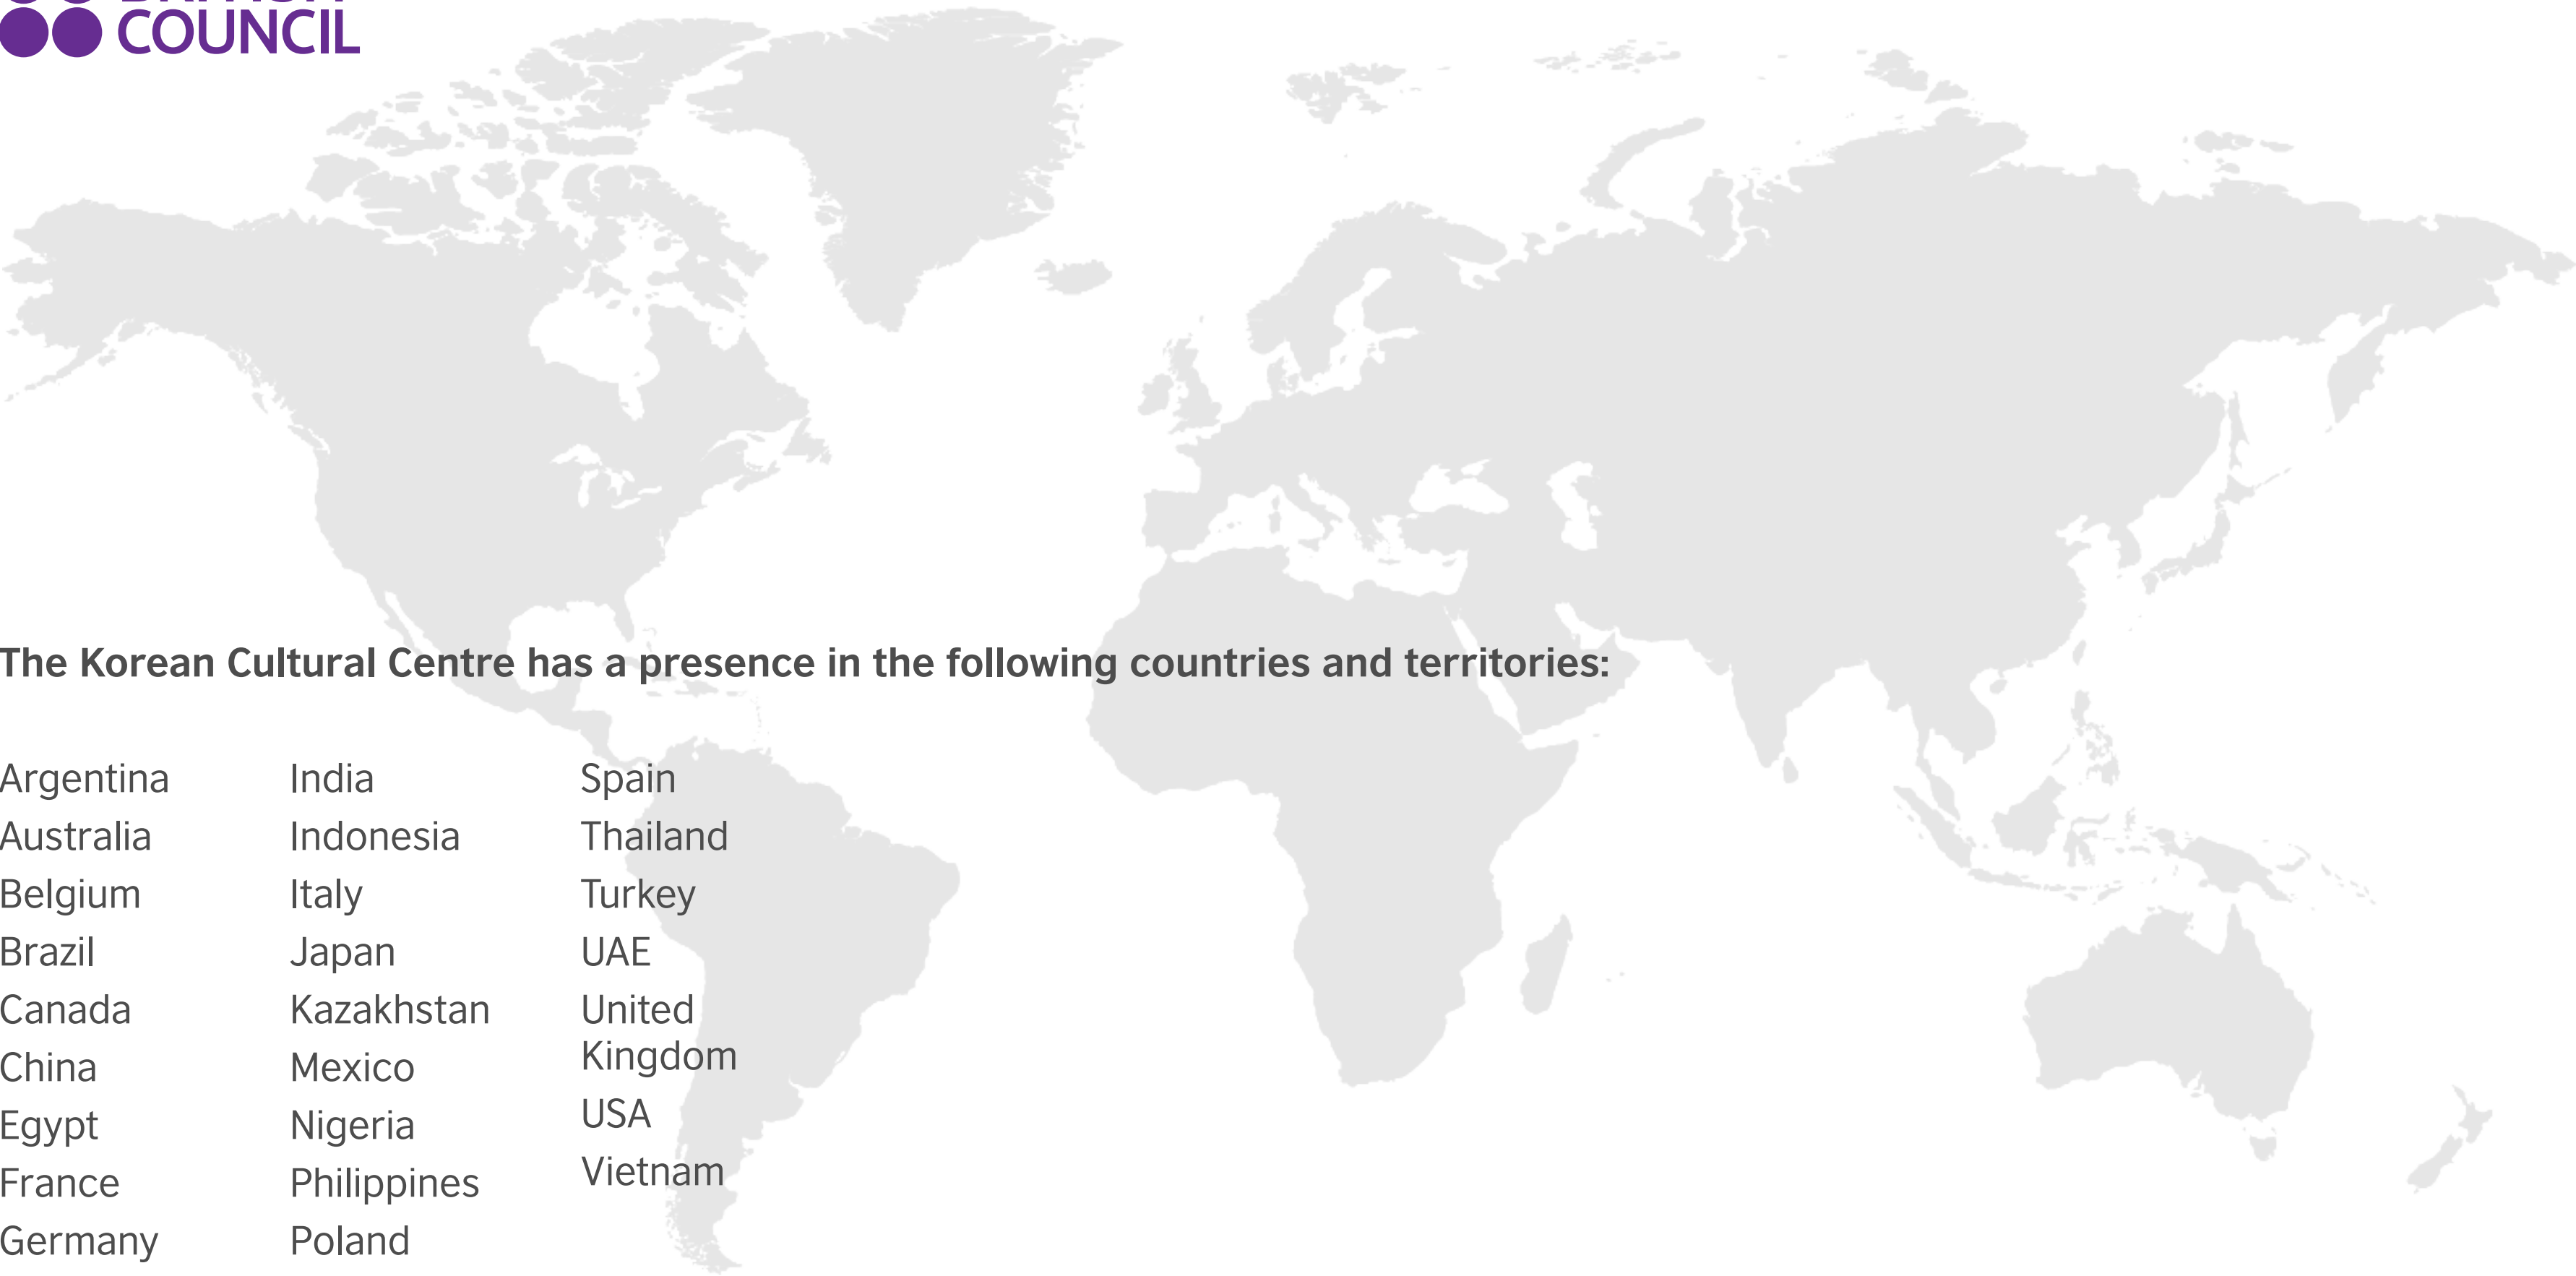 BRITISH
COUNCIL
The Korean Cultural Centre has a presence in the following countries and territories:
Argentina
Australia
Belgium
Brazil
Canada
China
Egypt
France
Germany
India
Indonesia
Italy
Japan
Kazakhstan
Mexico
Nigeria
Philippines
Poland
Spain
Thailand
Turkey
UAE
United
Kingdom
USA
Vietnam